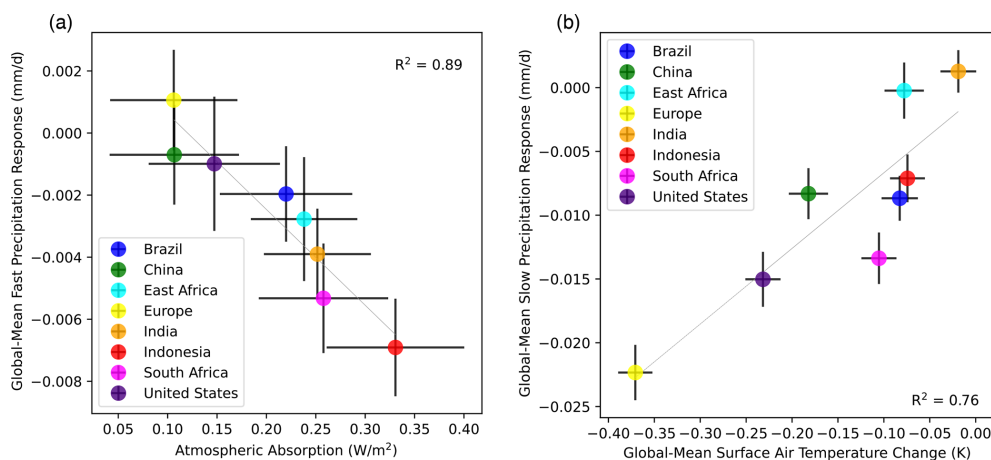 (a)
Global-Mean Fast Precipitation Response (mm/d)
0.002
0.000
−0.002
−0.004
−0.006
−0.008
R² = 0.89
Brazil
China
East Africa
Europe
India
Indonesia
South Africa
United States
0.05 0.10 0.15 0.20 0.25 0.30 0.35 0.40
Atmospheric Absorption (W/m²)
(b)
Global-Mean Slow Precipitation Response (mm/d)
0.000
−0.005
−0.010
−0.015
−0.020
−0.025
Brazil
China
East Africa
Europe
India
Indonesia
South Africa
United States
R² = 0.76
−0.40 −0.35 −0.30 −0.25 −0.20 −0.15 −0.10 −0.05 0.00
Global-Mean Surface Air Temperature Change (K)